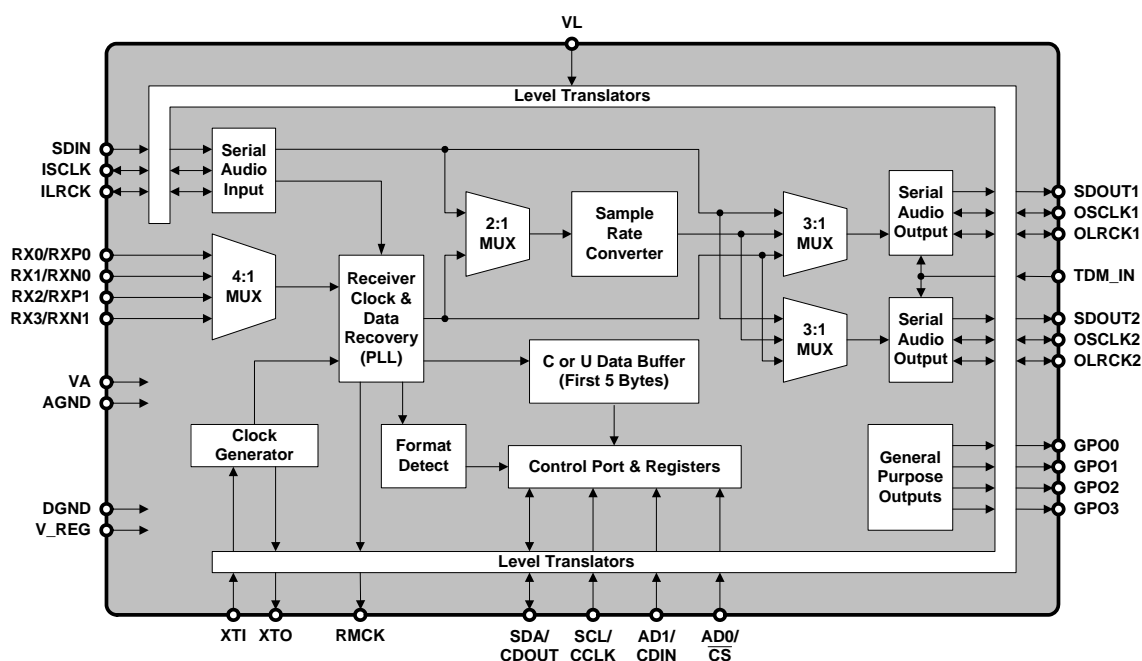 VL
Level Translators
SDIN
ISCLK
ILRCK
Serial
Audio
Input
2:1
MUX
Sample
Rate
Converter
3:1
MUX
Serial
Audio
Output
SDOUT1
OSCLK1
OLRCK1
RX0/RXP0
RX1/RXN0
RX2/RXP1
RX3/RXN1
4:1
MUX
Receiver
Clock &
Data
Recovery
(PLL)
TDM_IN
3:1
MUX
Serial
Audio
Output
SDOUT2
OSCLK2
OLRCK2
VA
AGND
C or U Data Buffer
(First 5 Bytes)
Clock
Generator
Format
Detect
Control Port & Registers
General
Purpose
Outputs
GPO0
GPO1
GPO2
GPO3
DGND
V_REG
Level Translators
XTI
XTO
RMCK
SDA/
CDOUT
SCL/
CCLK
AD1/
CDIN
AD0/
CS